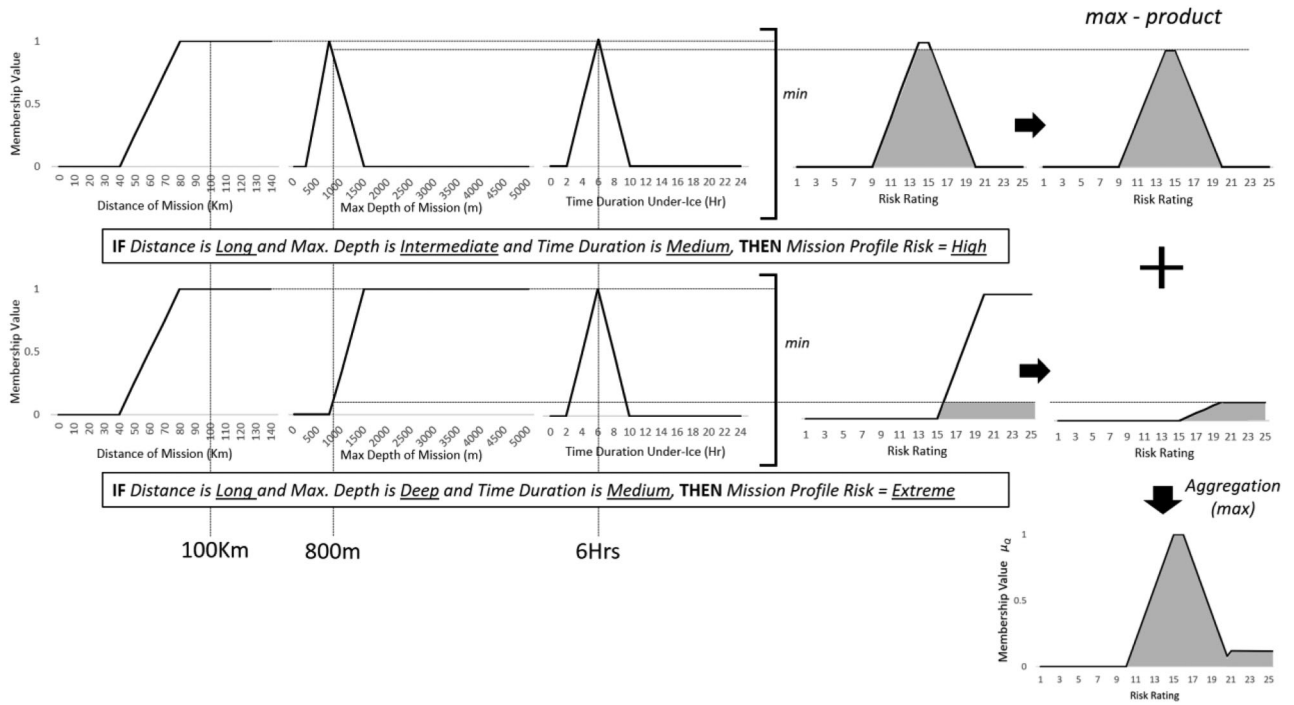 max - product
Membership Value
1
0.5
0
0 10 20 30 40 50 60 70 80 90 100 110 120 130 140
Distance of Mission (Km)
0 500 1000 1500 2000 2500 3000 3500 4000 4500 5000
Max Depth of Mission (m)
0 2 4 6 8 10 12 14 16 18 20 22 24
Time Duration Under-Ice (Hr)
min
1 3 5 7 9 11 13 15 17 19 21 23 25
Risk Rating
1 3 5 7 9 11 13 15 17 19 21 23 25
Risk Rating
IF Distance is Long and Max. Depth is Intermediate and Time Duration is Medium, THEN Mission Profile Risk = High
Membership Value
1
0.5
0
0 10 20 30 40 50 60 70 80 90 100 110 120 130 140
Distance of Mission (Km)
0 500 1000 1500 2000 2500 3000 3500 4000 4500 5000
Max Depth of Mission (m)
0 2 4 6 8 10 12 14 16 18 20 22 24
Time Duration Under-Ice (Hr)
min
1 3 5 7 9 11 13 15 17 19 21 23 25
Risk Rating
1 3 5 7 9 11 13 15 17 19 21 23 25
Risk Rating
IF Distance is Long and Max. Depth is Deep and Time Duration is Medium, THEN Mission Profile Risk = Extreme
100Km
800m
6Hrs
Aggregation
(max)
Membership Value μQ
1
0.5
0
1 3 5 7 9 11 13 15 17 19 21 23 25
Risk Rating